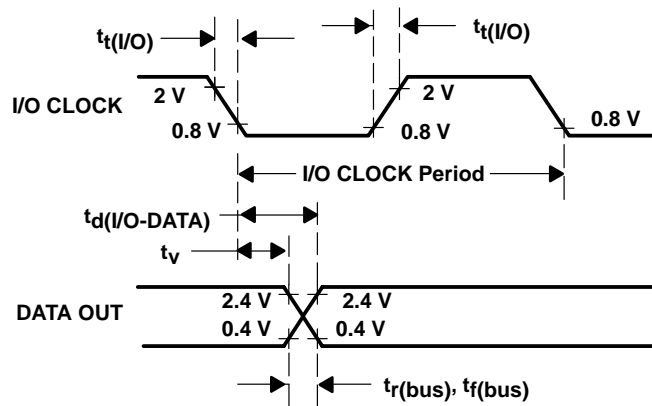 tt(I/O)
tt(I/O)
I/O CLOCK
2 V
2 V
0.8 V
0.8 V
0.8 V
I/O CLOCK Period
td(I/O-DATA)
tv
DATA OUT
2.4 V
2.4 V
0.4 V
0.4 V
tr(bus), tf(bus)